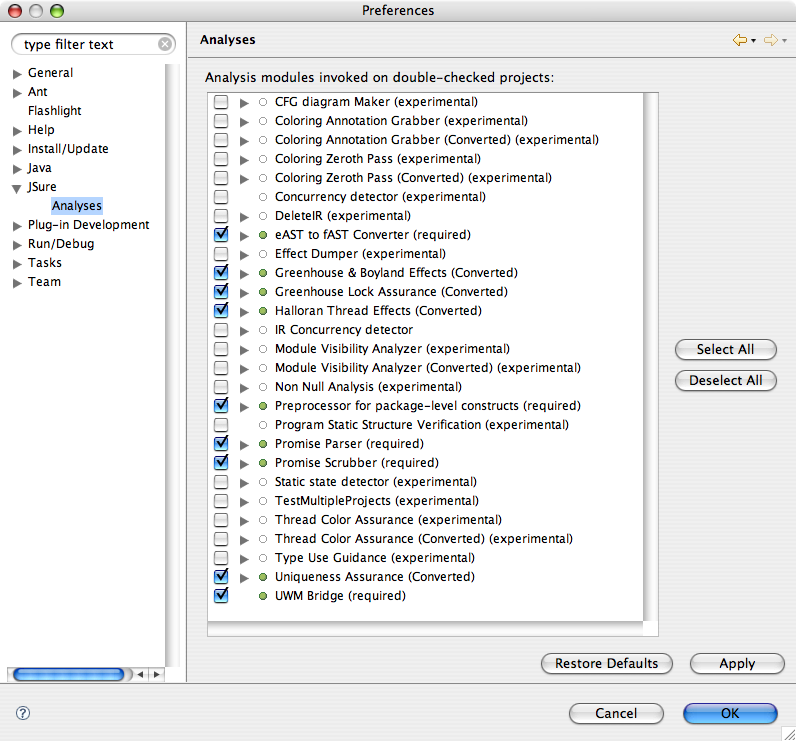 Preferences
type filter text
General
Ant
Flashlight
Help
Install/Update
Java
JSure
Analyses
Plug-in Development
Run/Debug
Tasks
Team
Analyses
Analysis modules invoked on double-checked projects:
CFG diagram Maker (experimental)
Coloring Annotation Grabber (experimental)
Coloring Annotation Grabber (Converted) (experimental)
Coloring Zeroth Pass (experimental)
Coloring Zeroth Pass (Converted) (experimental)
Concurrency detector (experimental)
DeleteIR (experimental)
eAST to fAST Converter (required)
Effect Dumper (experimental)
Greenhouse & Boyland Effects (Converted)
Greenhouse Lock Assurance (Converted)
Halloran Thread Effects (Converted)
IR Concurrency detector
Module Visibility Analyzer (experimental)
Module Visibility Analyzer (Converted) (experimental)
Non Null Analysis (experimental)
Preprocessor for package-level constructs (required)
Program Static Structure Verification (experimental)
Promise Parser (required)
Promise Scrubber (required)
Static state detector (experimental)
TestMultipleProjects (experimental)
Thread Color Assurance (experimental)
Thread Color Assurance (Converted) (experimental)
Type Use Guidance (experimental)
Uniqueness Assurance (Converted)
UWM Bridge (required)
Select All
Deselect All
Restore Defaults
Apply
?
Cancel
OK